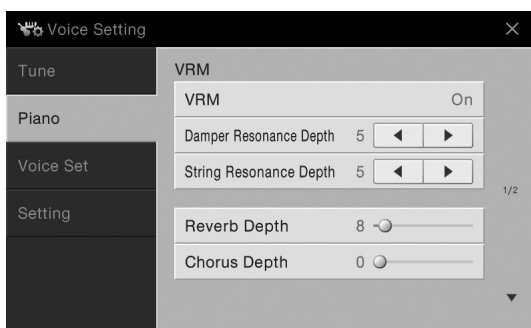 Voice Setting
Tune
Piano
Voice Set
Setting
VRM
VRM On
Damper Resonance Depth 5
String Resonance Depth 5
Reverb Depth 8
Chorus Depth 0
1/2